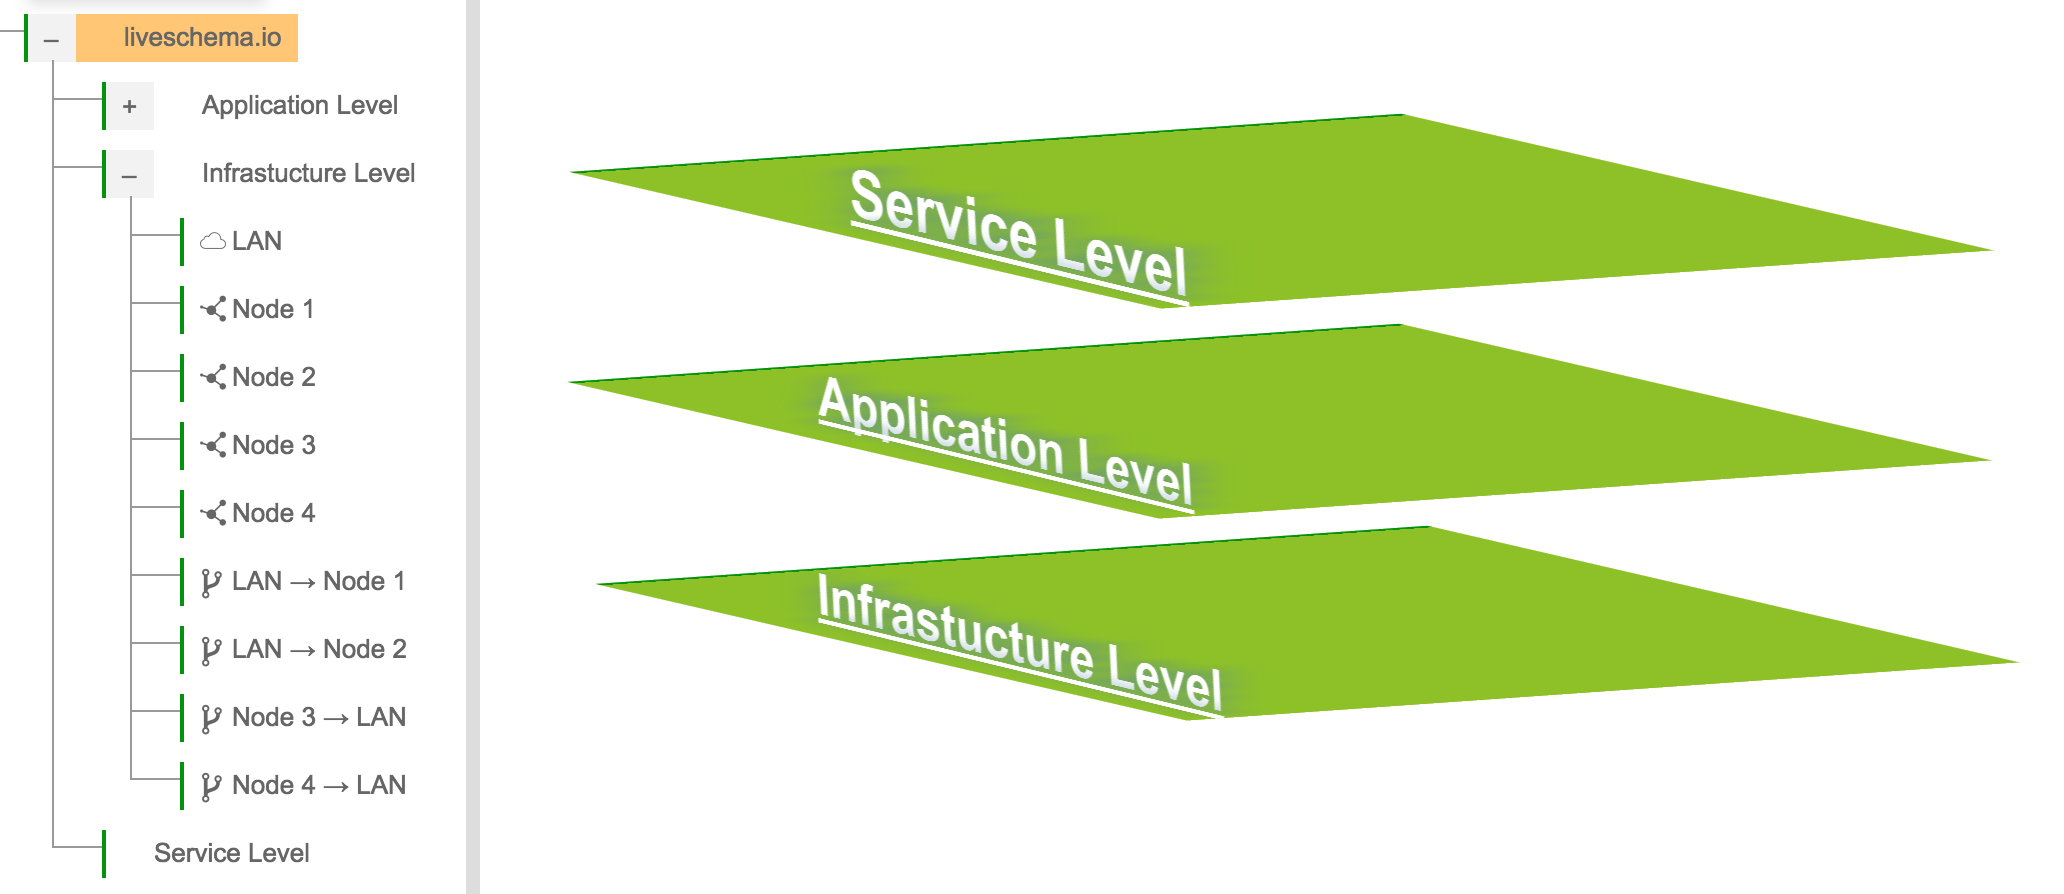 – liveschema.io
+ Application Level
– Infrastucture Level
LAN
Node 1
Node 2
Node 3
Node 4
LAN → Node 1
LAN → Node 2
Node 3 → LAN
Node 4 → LAN
Service Level
Service Level
Application Level
Infrastucture Level